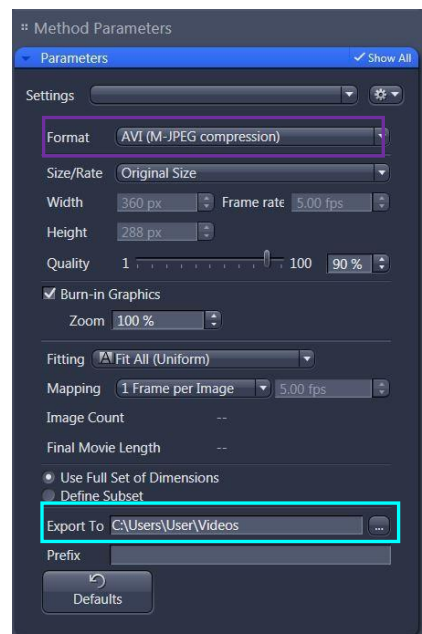 Method Parameters
Parameters Show All
Settings
Format AVI (M-JPEG compression)
Size/Rate Original Size
Width 360 px Frame rate 5.00 fps
Height 288 px
Quality 1 100 90 %
Burn-in Graphics
Zoom 100 %
Fitting A Fit All (Uniform)
Mapping 1 Frame per Image 5.00 fps
Image Count --
Final Movie Length --
Use Full Set of Dimensions
Define Subset
Export To C:\Users\User\Videos ...
Prefix
Defaults